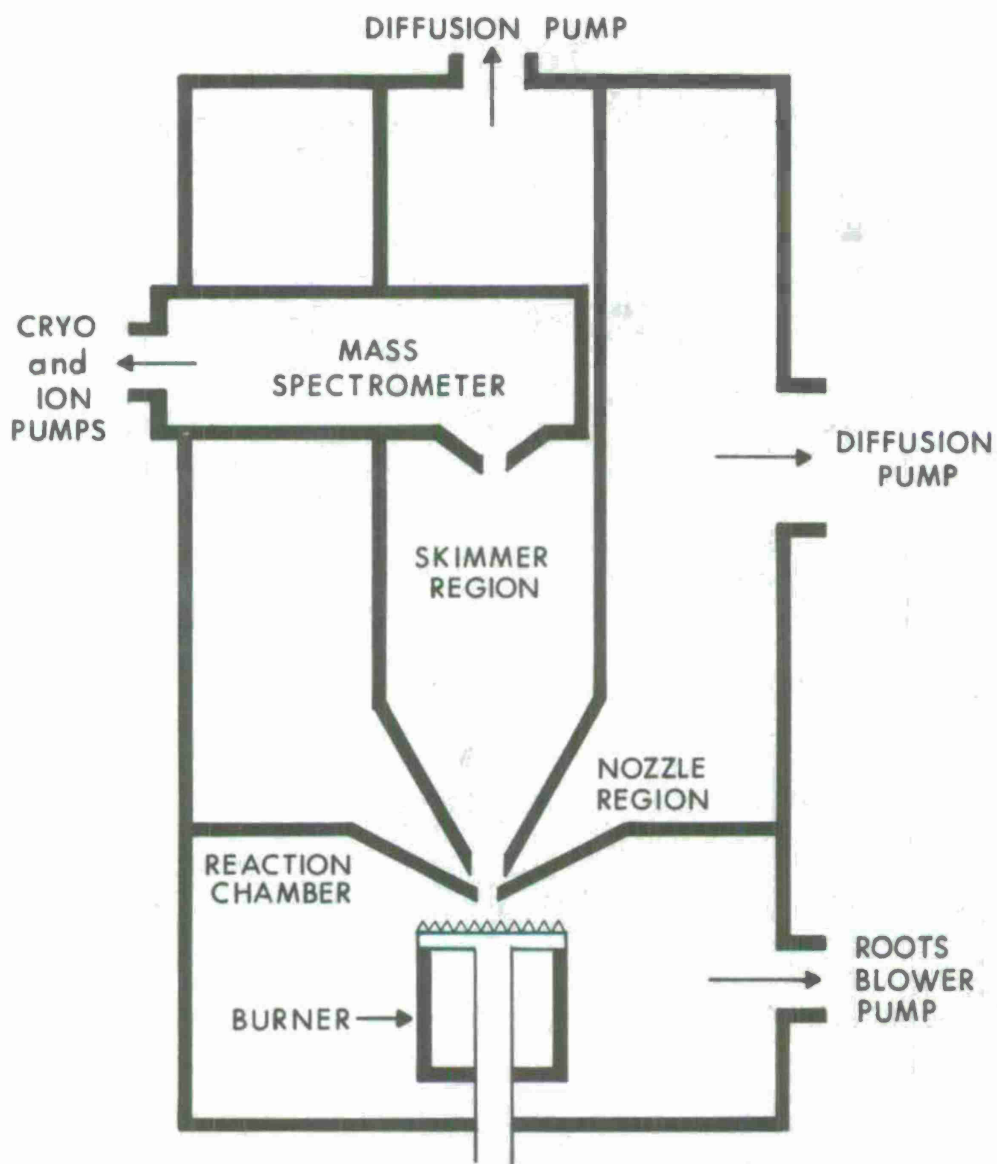 DIFFUSION PUMP
CRYO
and
ION
PUMPS
MASS
SPECTROMETER
DIFFUSION
PUMP
SKIMMER
REGION
NOZZLE
REGION
REACTION
CHAMBER
BURNER
ROOTS
BLOWER
PUMP